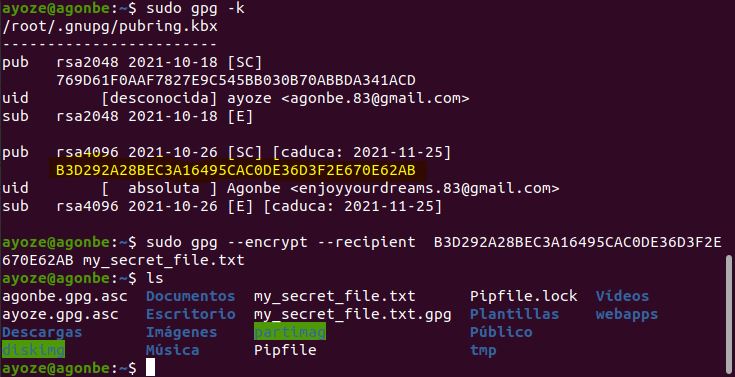 ayoze@agonbe:~$ sudo gpg -k
/root/.gnupg/pubring.kbx
------------------------
pub   rsa2048 2021-10-18 [SC]
      769D61F0AAF7827E9C545BB030B70ABBDA341ACD
uid        [desconocida] ayoze <agonbe.83@gmail.com>
sub   rsa2048 2021-10-18 [E]

pub   rsa4096 2021-10-26 [SC] [caduca: 2021-11-25]
      B3D292A28BEC3A16495CAC0DE36D3F2E670E62AB
uid        [  absoluta ] Agonbe <enjoyyourdreams.83@gmail.com>
sub   rsa4096 2021-10-26 [E] [caduca: 2021-11-25]

ayoze@agonbe:~$ sudo gpg --encrypt --recipient  B3D292A28BEC3A16495CAC0DE36D3F2E
670E62AB my_secret_file.txt
ayoze@agonbe:~$ ls
agonbe.gpg.asc  Documentos  my_secret_file.txt      Pipfile.lock  Vídeos
ayoze.gpg.asc   Escritorio  my_secret_file.txt.gpg  Plantillas    webapps
Descargas       Imágenes    partimag                Público
diskimg         Música      Pipfile                 tmp
ayoze@agonbe:~$